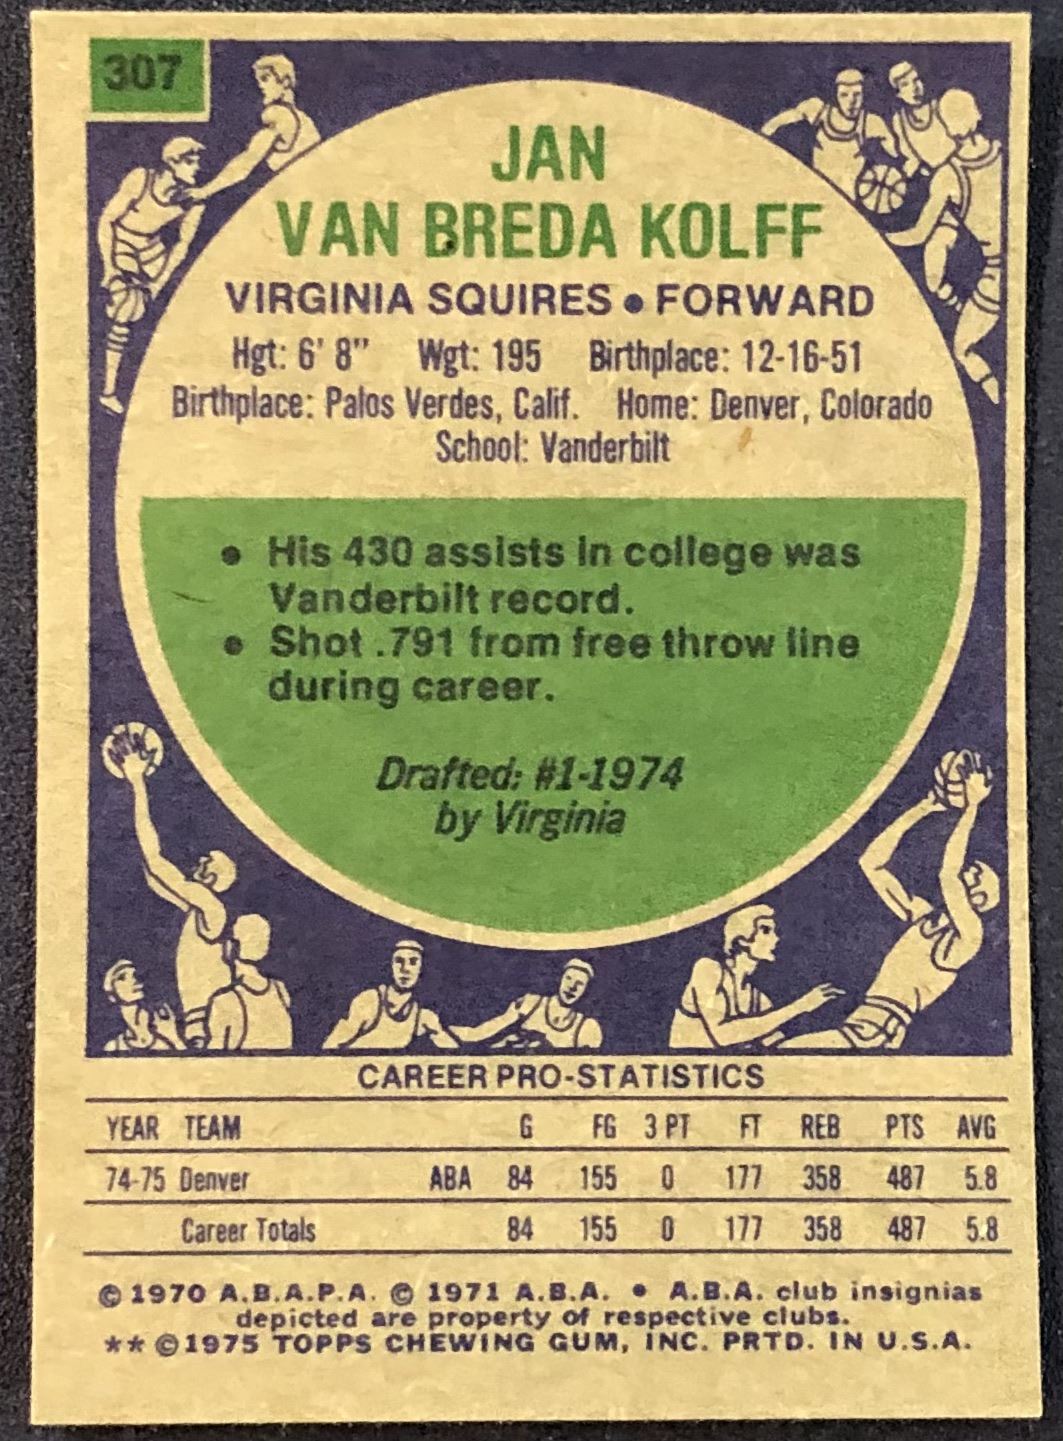 307
JAN
VAN BREDA KOLFF
VIRGINIA SQUIRES • FORWARD
Hgt: 6' 8" Wgt: 195 Birthplace: 12-16-51
Birthplace: Palos Verdes, Calif. Home: Denver, Colorado
School: Vanderbilt
• His 430 assists in college was
Vanderbilt record.
• Shot .791 from free throw line
during career.
Drafted: #1-1974
by Virginia
CAREER PRO-STATISTICS
YEAR TEAM G FG 3 PT FT REB PTS AVG
74-75 Denver ABA 84 155 0 177 358 487 5.8
Career Totals 84 155 0 177 358 487 5.8
© 1970 A.B.A.P.A. © 1971 A.B.A. • A.B.A. club insignias
depicted are property of respective clubs.
** © 1975 TOPPS CHEWING GUM, INC. PRTD. IN U.S.A.